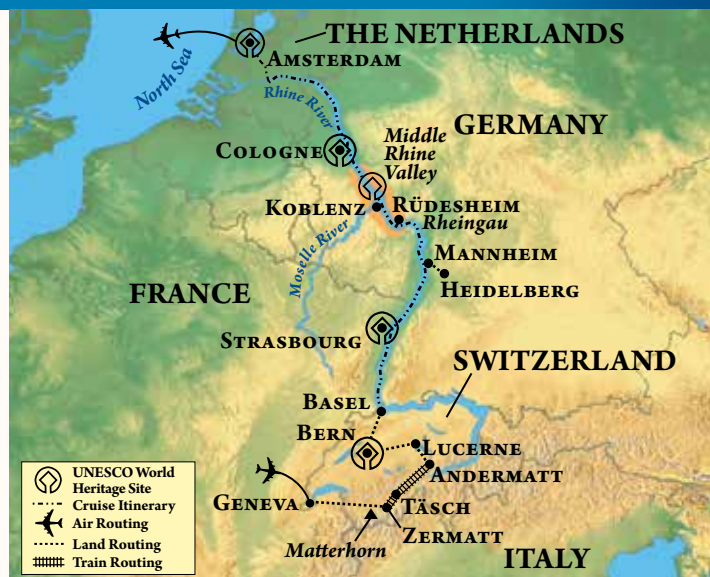 THE NETHERLANDS
AMSTERDAM
North Sea
Rhine River
GERMANY
COLOGNE
Middle
Rhine
Valley
KOBLENZ
RÜDESHEIM
Rheingau
Moselle River
MANNHEIM
HEIDELBERG
FRANCE
STRASBOURG
SWITZERLAND
BASEL
BERN
LUCERNE
ANDERMATT
GENEVA
TÄSCH
ZERMATT
Matterhorn
ITALY
UNESCO World
Heritage Site
Cruise Itinerary
Air Routing
Land Routing
Train Routing